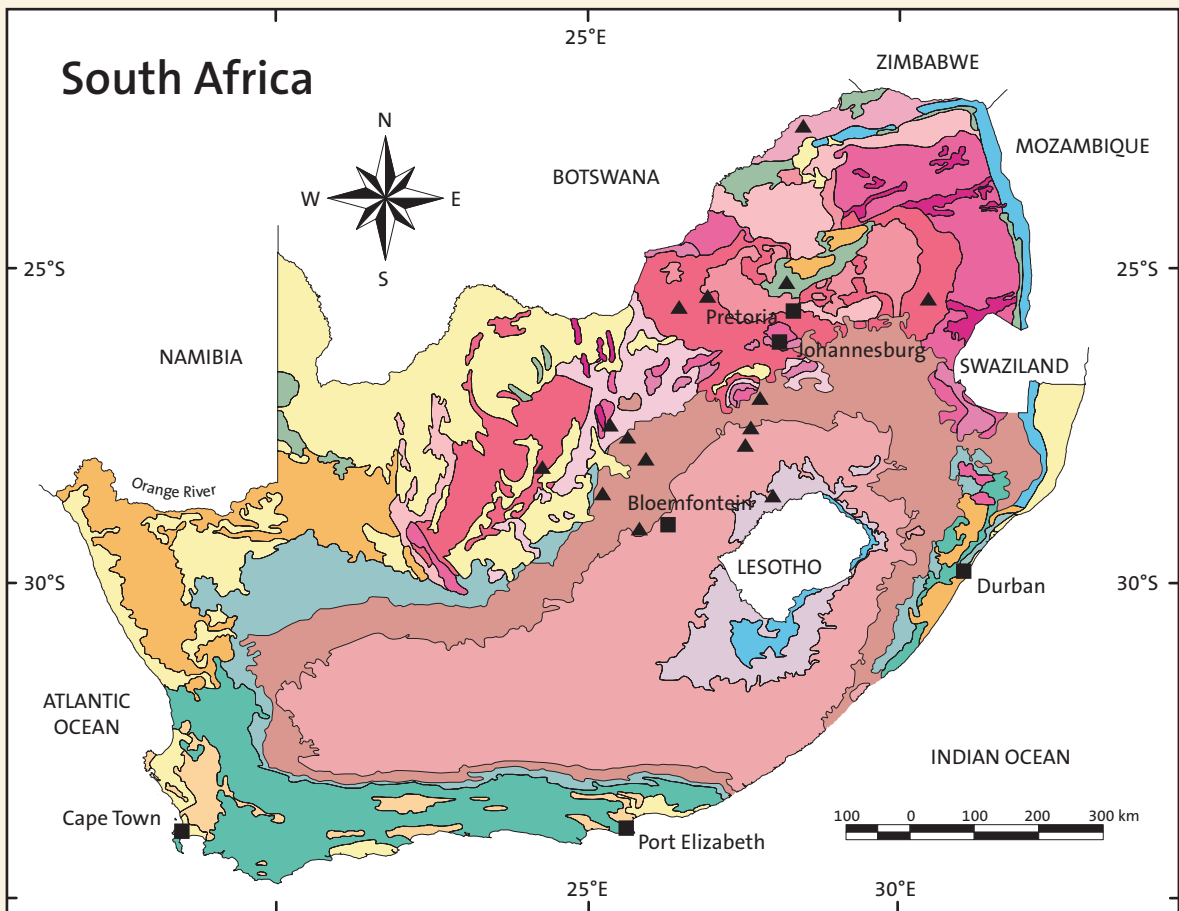 25°E
South Africa
ZIMBABWE
N
MOZAMBIQUE
BOTSWANA
W
E
25°S
25°S
S
Pretoria
NAMIBIA
Johannesburg
SWAZILAND
Orange River
Bloemfontein
LESOTHO
30°S
30°S
Durban
ATLANTIC
OCEAN
INDIAN OCEAN
Cape Town
100 0 100 200 300 km
Port Elizabeth
25°E
30°E